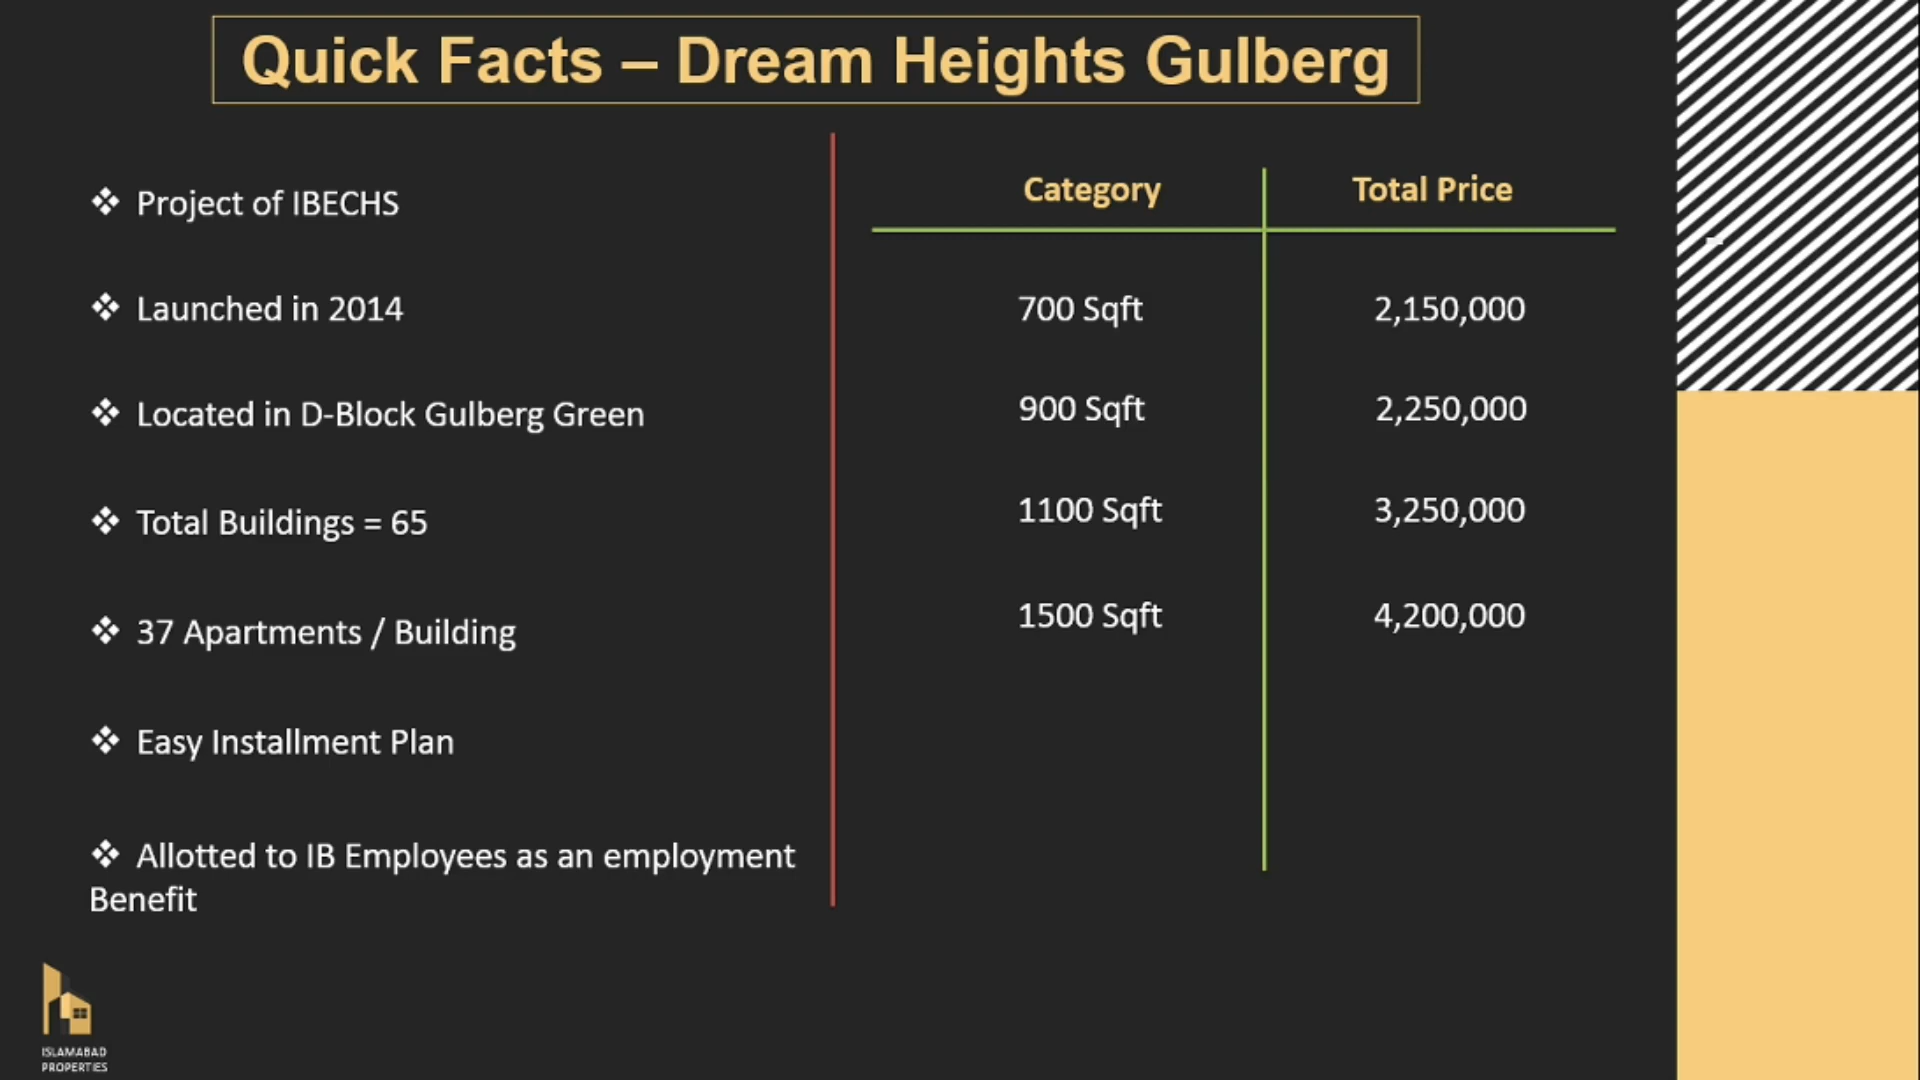 Quick Facts – Dream Heights Gulberg
❖ Project of IBECHS
❖ Launched in 2014
❖ Located in D-Block Gulberg Green
❖ Total Buildings = 65
❖ 37 Apartments / Building
❖ Easy Installment Plan
❖ Allotted to IB Employees as an employment
Benefit
Category Total Price
700 Sqft 2,150,000
900 Sqft 2,250,000
1100 Sqft 3,250,000
1500 Sqft 4,200,000
ISLAMABAD
PROPERTIES